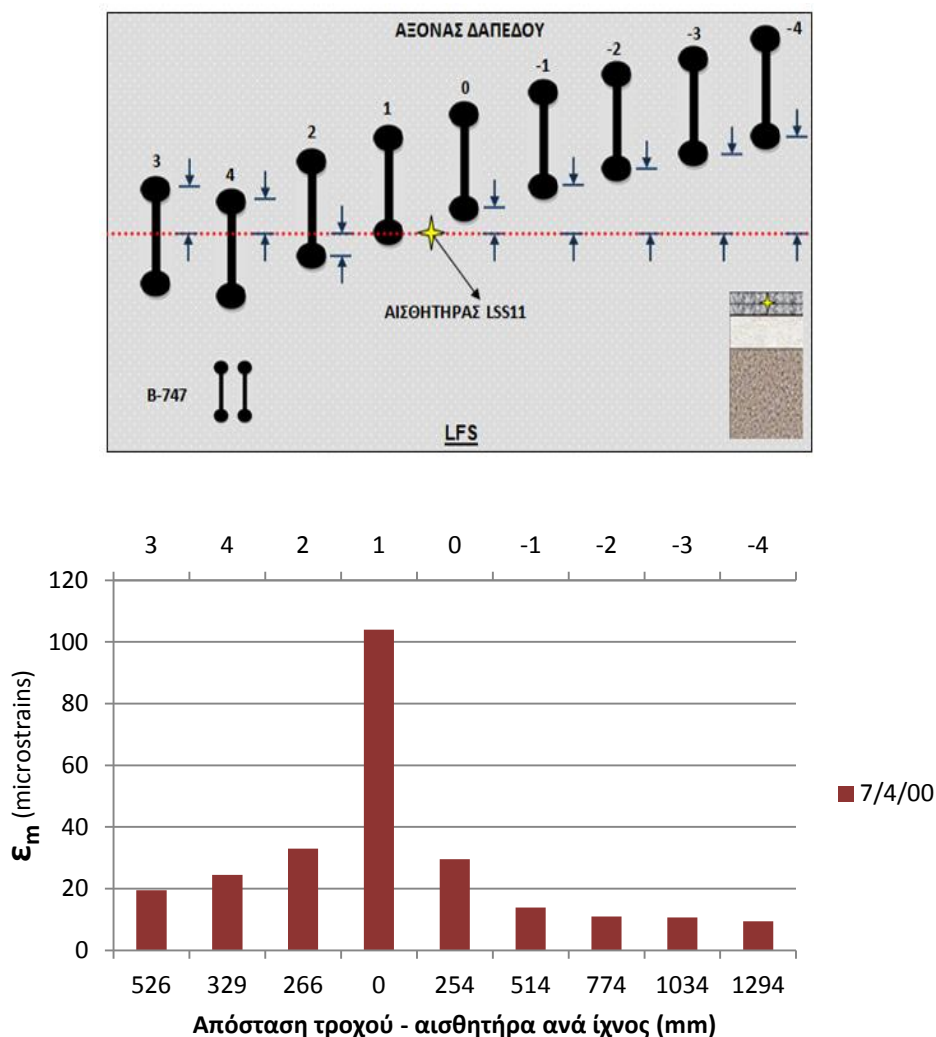 ΑΞΟΝΑΣ ΔΑΠΕΔΟΥ
-4
-3
-2
-1
0
1
2
3
4
ΑΙΣΘΗΤΗΡΑΣ LSS11
B-747
LFS
3 4 2 1 0 -1 -2 -3 -4
120
100
80
60
40
20
0
εm (microstrains)
7/4/00
526 329 266 0 254 514 774 1034 1294
Απόσταση τροχού - αισθητήρα ανά ίχνος (mm)